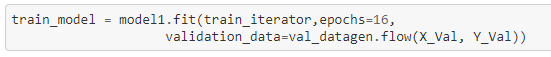 train_model = model1.fit(train_iterator,epochs=16,
validation_data=val_datagen.flow(X_Val, Y_Val))